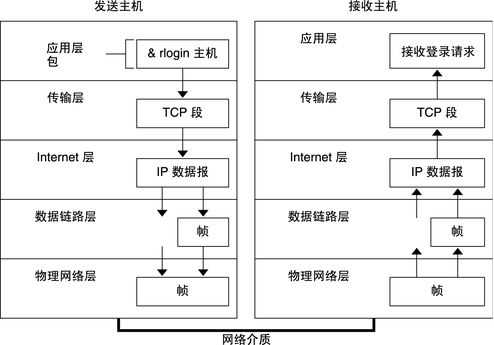 发送主机
应用层
包
& rlogin 主机
传输层
TCP 段
Internet 层
IP 数据报
数据链路层
帧
物理网络层
帧
接收主机
应用层
接收登录请求
传输层
TCP 段
Internet 层
IP 数据报
数据链路层
帧
物理网络层
帧
网络介质